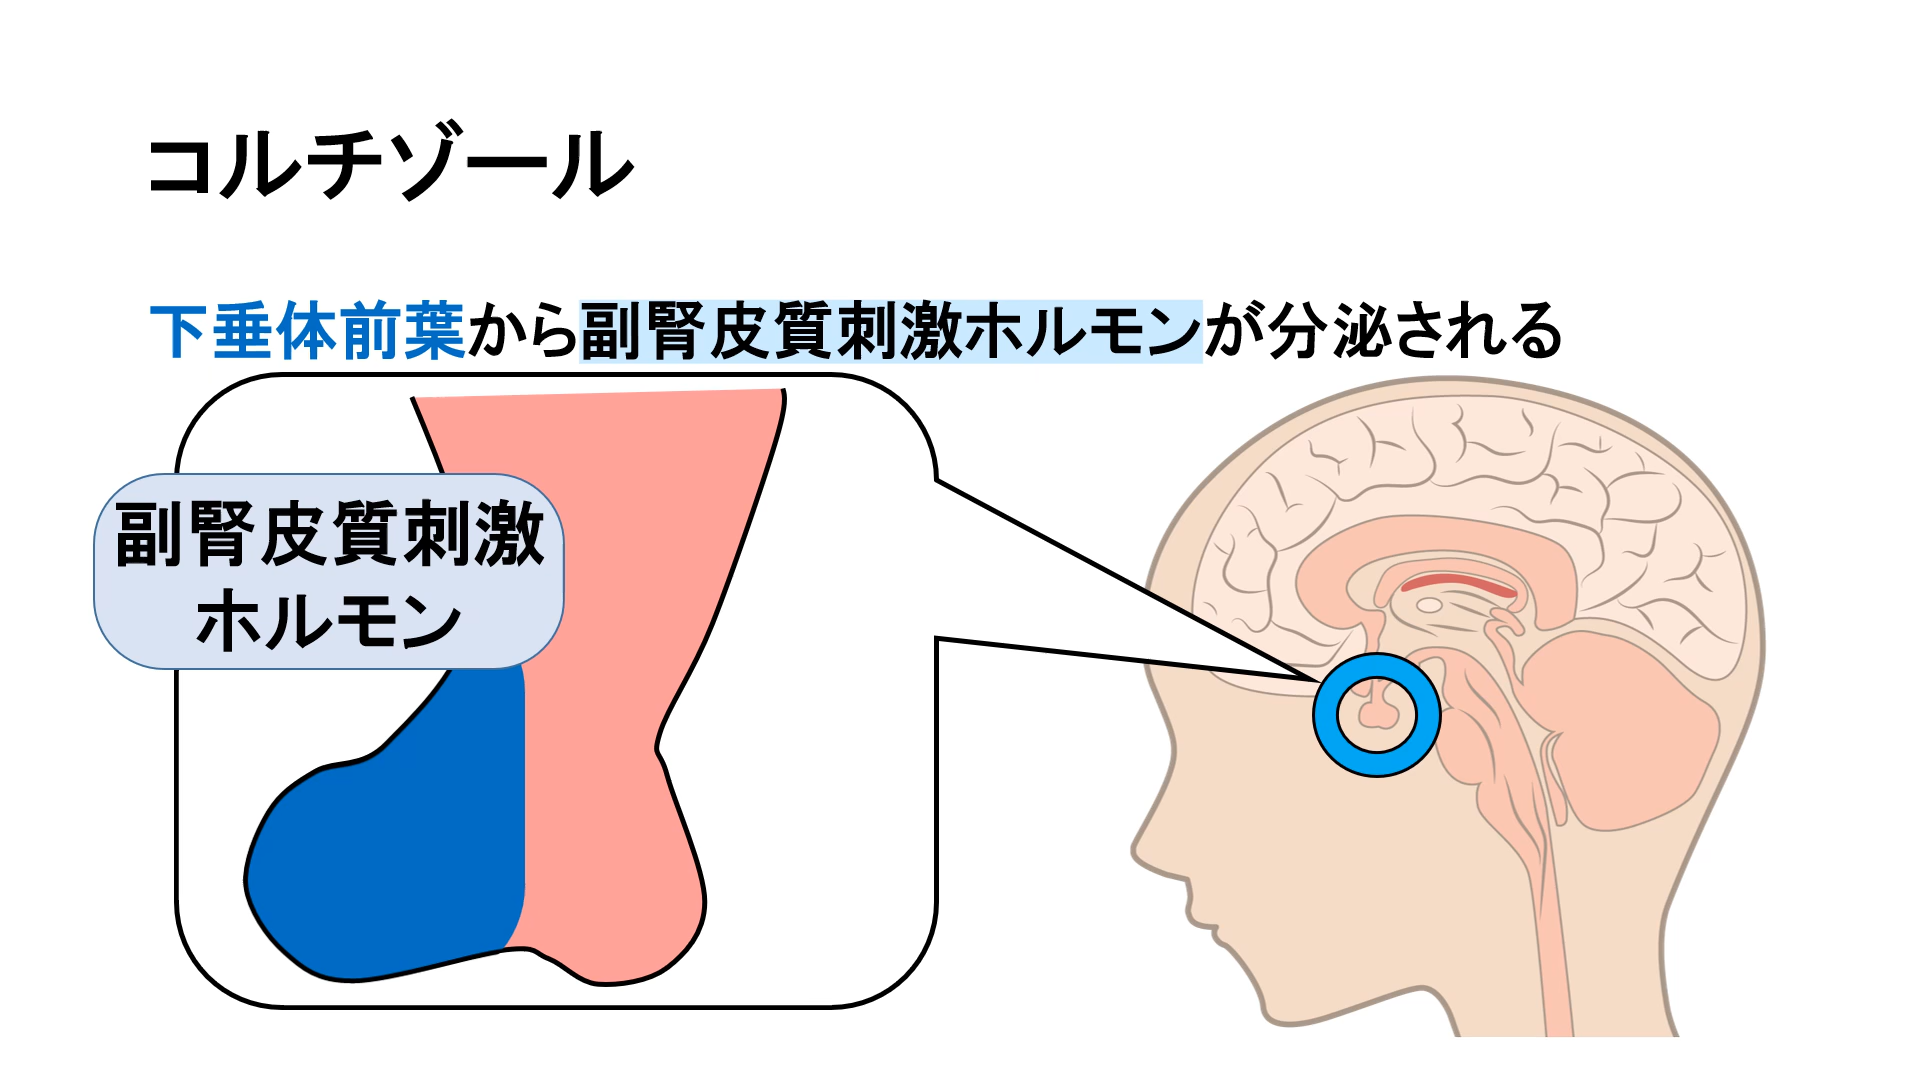 コルチゾール
下垂体前葉から副腎皮質刺激ホルモンが分泌される
副腎皮質刺激
ホルモン